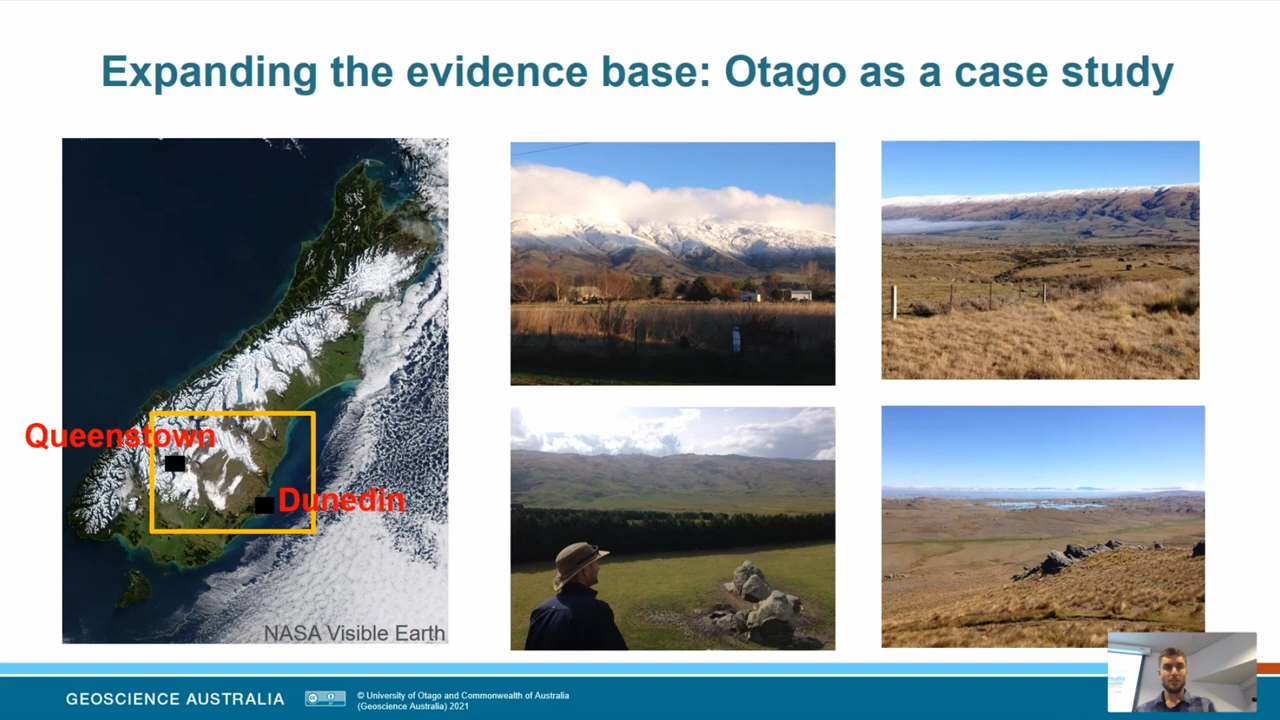 Expanding the evidence base: Otago as a case study
Queenstown
Dunedin
NASA Visible Earth
GEOSCIENCE AUSTRALIA
© University of Otago and Commonwealth of Australia
(Geoscience Australia) 2021